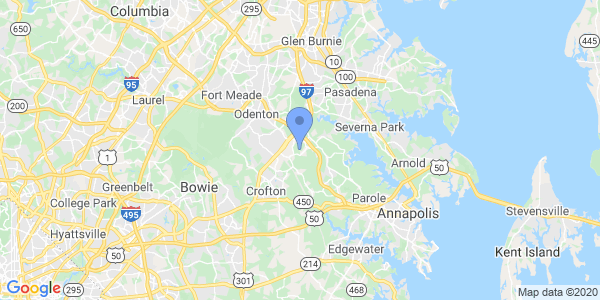 Columbia
295
650
Glen Burnie
445
10
100
95
97
Pasadena
Fort Meade
200
Laurel
Odenton
Severna Park
1
Arnold
50
Greenbelt
Bowie
Crofton
College Park
450
Parole
495
50
Annapolis
Stevensville
Hyattsville
Edgewater
Kent Island
50
214
301
295
468
Google
Map data ©2020